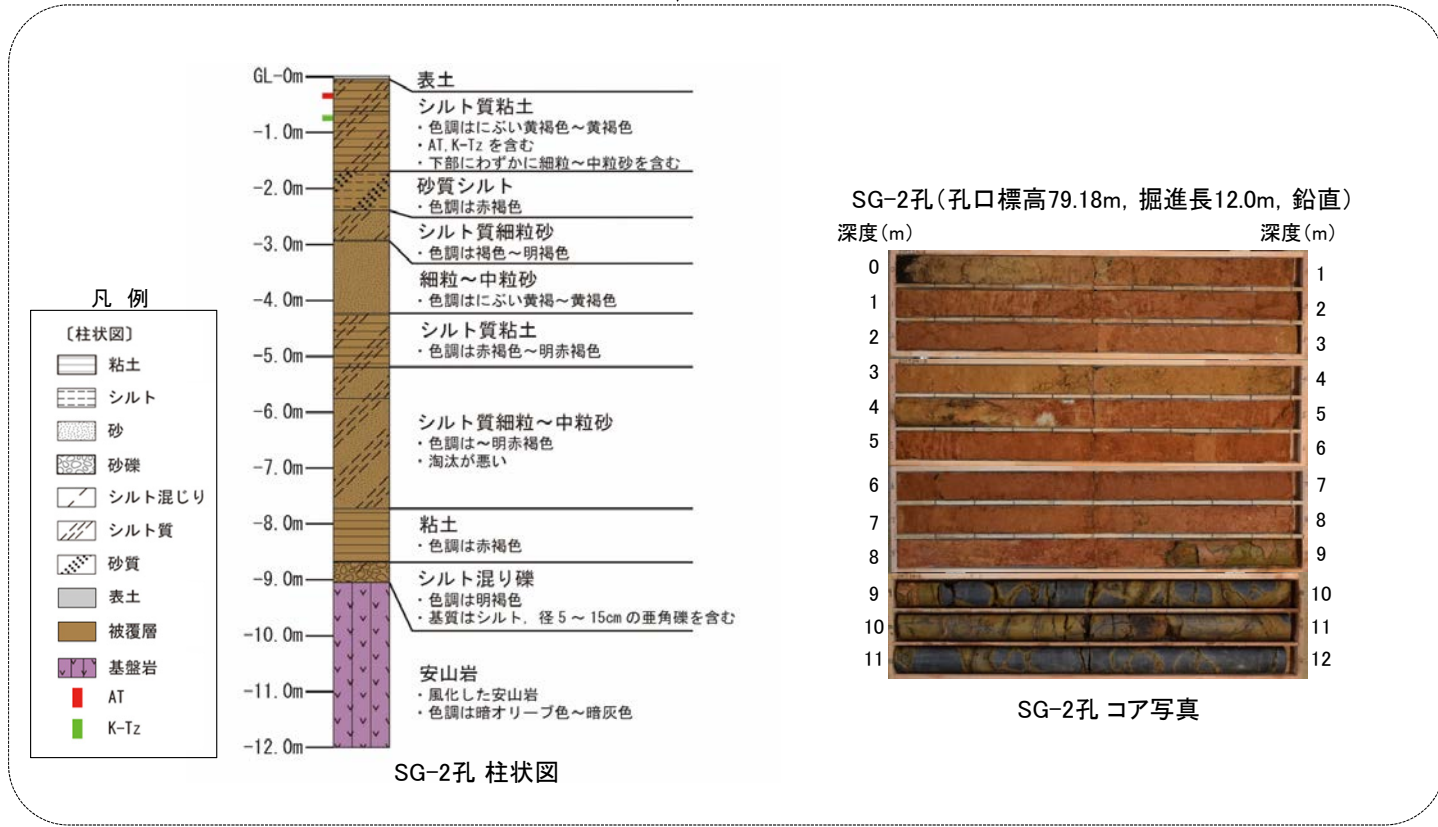 GL-0m
-1.0m
-2.0m
-3.0m
-4.0m
-5.0m
-6.0m
-7.0m
-8.0m
-9.0m
-10.0m
-11.0m
-12.0m
表土
シルト質粘土
・色調はにぶい黄褐色～黄褐色
・AT,K-Tzを含む
・下部にわずかに細粒～中粒砂を含む
砂質シルト
・色調は赤褐色
シルト質細粒砂
・色調は褐色～明褐色
細粒～中粒砂
・色調はにぶい黄褐～黄褐色
シルト質粘土
・色調は赤褐色～明赤褐色
シルト質細粒～中粒砂
・色調は～明赤褐色
・淘汰が悪い
粘土
・色調は赤褐色
シルト混り礫
・色調は明褐色
・基質はシルト，径5～15cmの亜角礫を含む
安山岩
・風化した安山岩
・色調は暗オリーブ色～暗灰色
SG-2孔 柱状図
凡 例
〔柱状図〕
粘土
シルト
砂
砂礫
シルト混じり
シルト質
砂質
表土
被覆層
基盤岩
AT
K-Tz
SG-2孔(孔口標高79.18m, 掘進長12.0m, 鉛直)
深度(m) 深度(m)
0 1
1 2
2 3
3 4
4 5
5 6
6 7
7 8
8 9
9 10
10 11
11 12
SG-2孔 コア写真